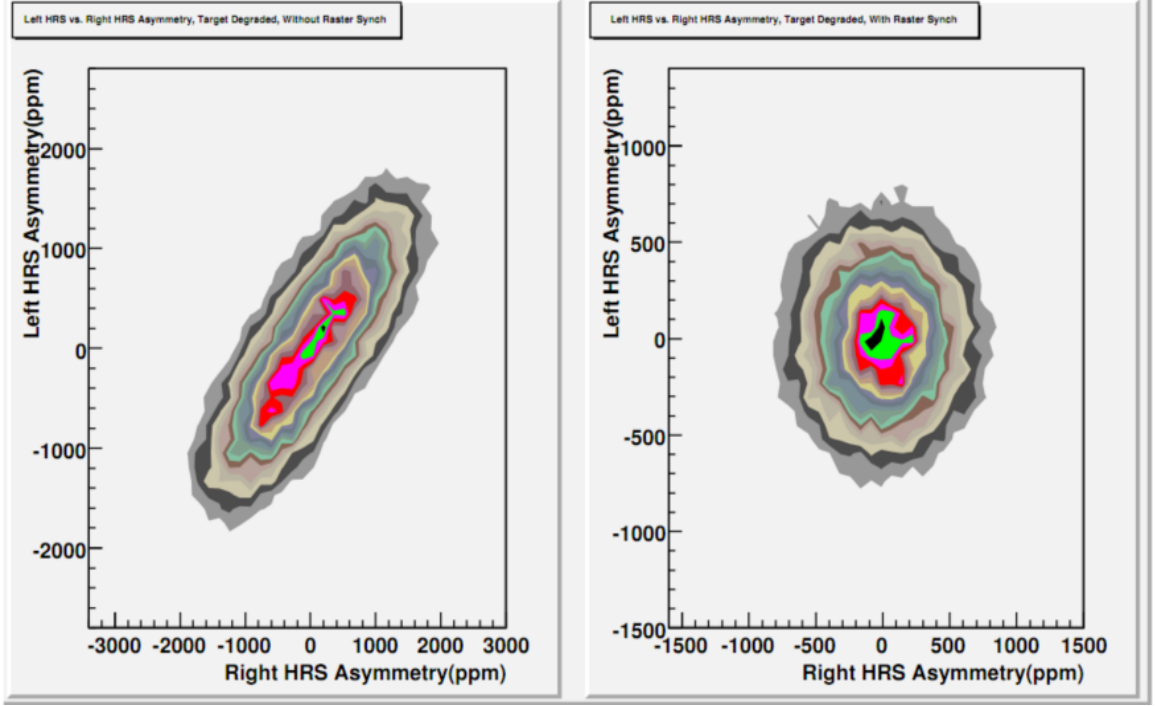 Left HRS vs. Right HRS Asymmetry, Target Degraded, Without Raster Synch
Left HRS Asymmetry(ppm)
2000
1000
0
-1000
-2000
-3000 -2000 -1000 0 1000 2000 3000
Right HRS Asymmetry(ppm)
Left HRS vs. Right HRS Asymmetry, Target Degraded, With Raster Synch
Left HRS Asymmetry(ppm)
1000
500
0
-500
-1000
-1500
-1500 -1000 -500 0 500 1000 1500
Right HRS Asymmetry(ppm)